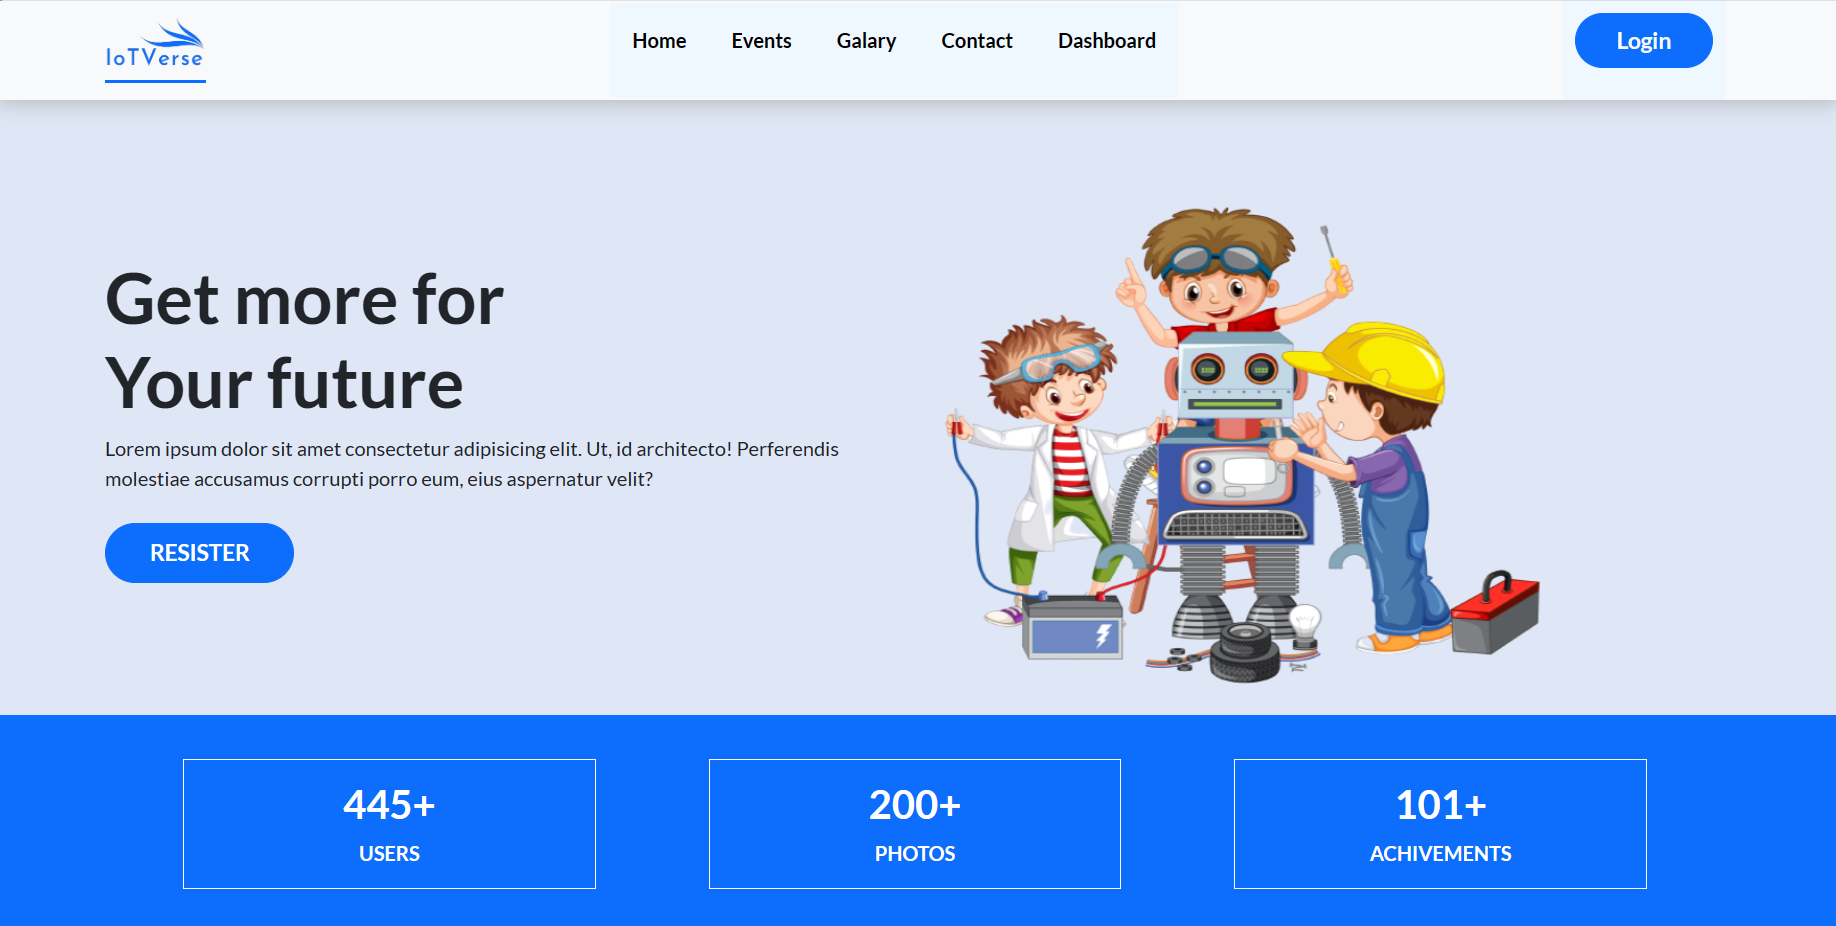 IoTVerse
Home Events Galary Contact Dashboard
Login
Get more for
Your future
Lorem ipsum dolor sit amet consectetur adipisicing elit. Ut, id architecto! Perferendis
molestiae accusamus corrupti porro eum, eius aspernatur velit?
RESISTER
445+
USERS
200+
PHOTOS
101+
ACHIVEMENTS